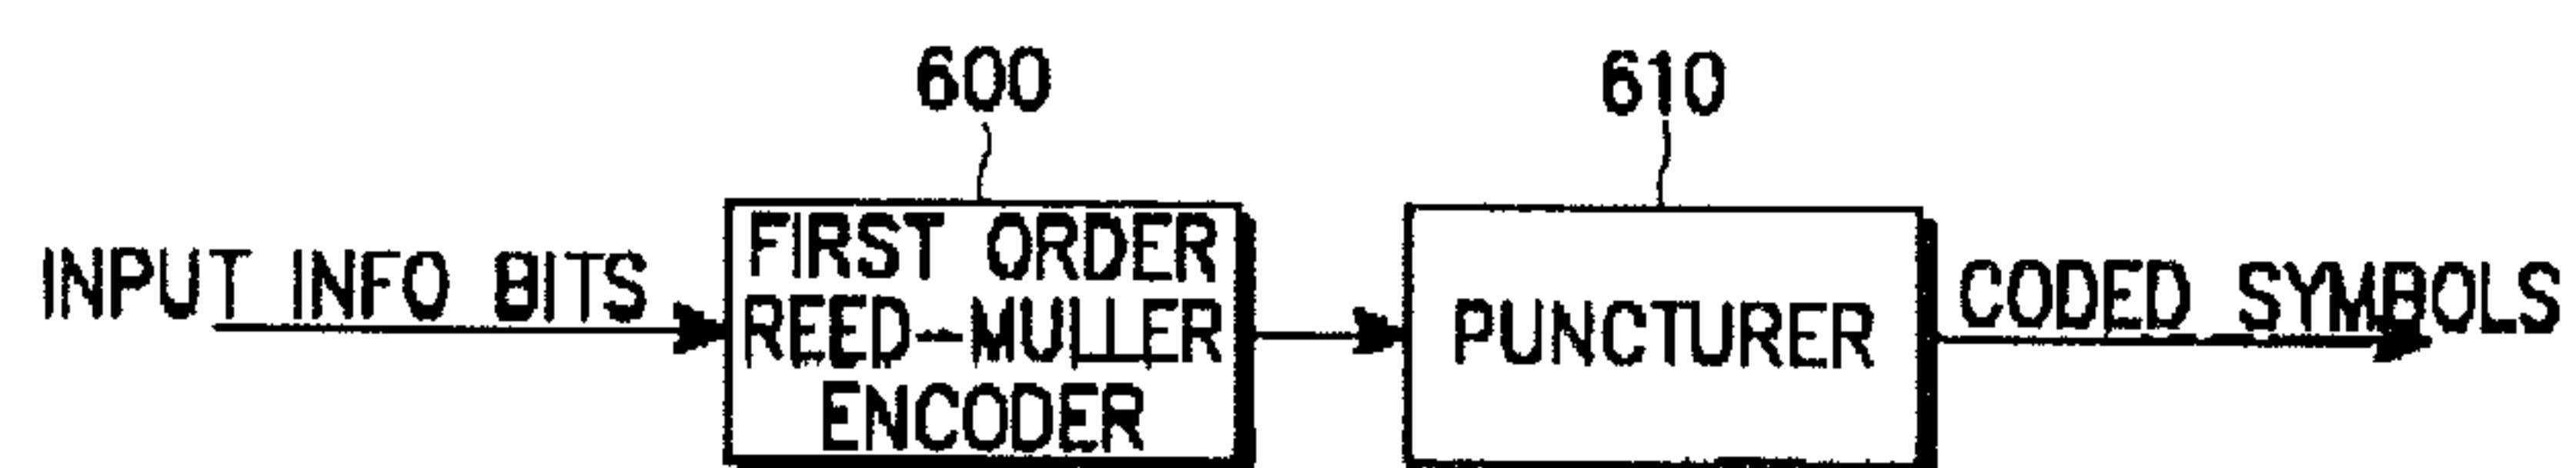 600
610
INPUT INFO BITS
FIRST ORDER
REED-MULLER
ENCODER
PUNCTURER
CODED SYMBOLS